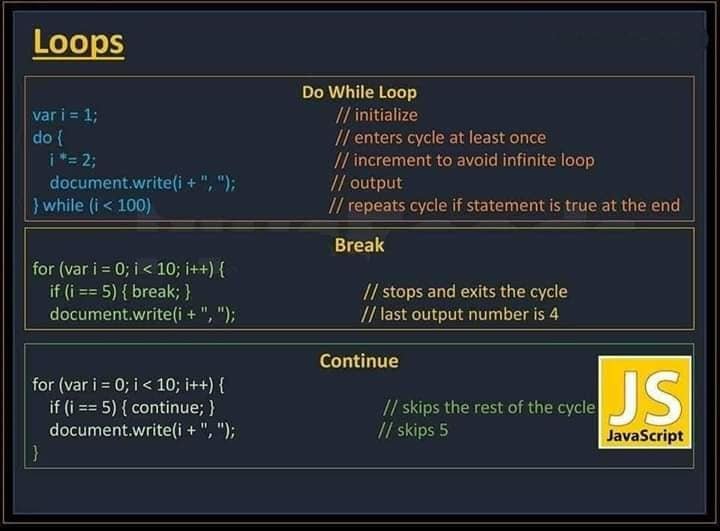 Loops
Do While Loop
var i = 1; // initialize
do { // enters cycle at least once
i *= 2; // increment to avoid infinite loop
document.write(i + ", "); // output
} while (i < 100) // repeats cycle if statement is true at the end
Break
for (var i = 0; i < 10; i++) {
if (i == 5) { break; } // stops and exits the cycle
document.write(i + ", "); // last output number is 4
Continue
for (var i = 0; i < 10; i++) {
if (i == 5) { continue; } // skips the rest of the cycle
document.write(i + ", "); // skips 5
}
JS
JavaScript